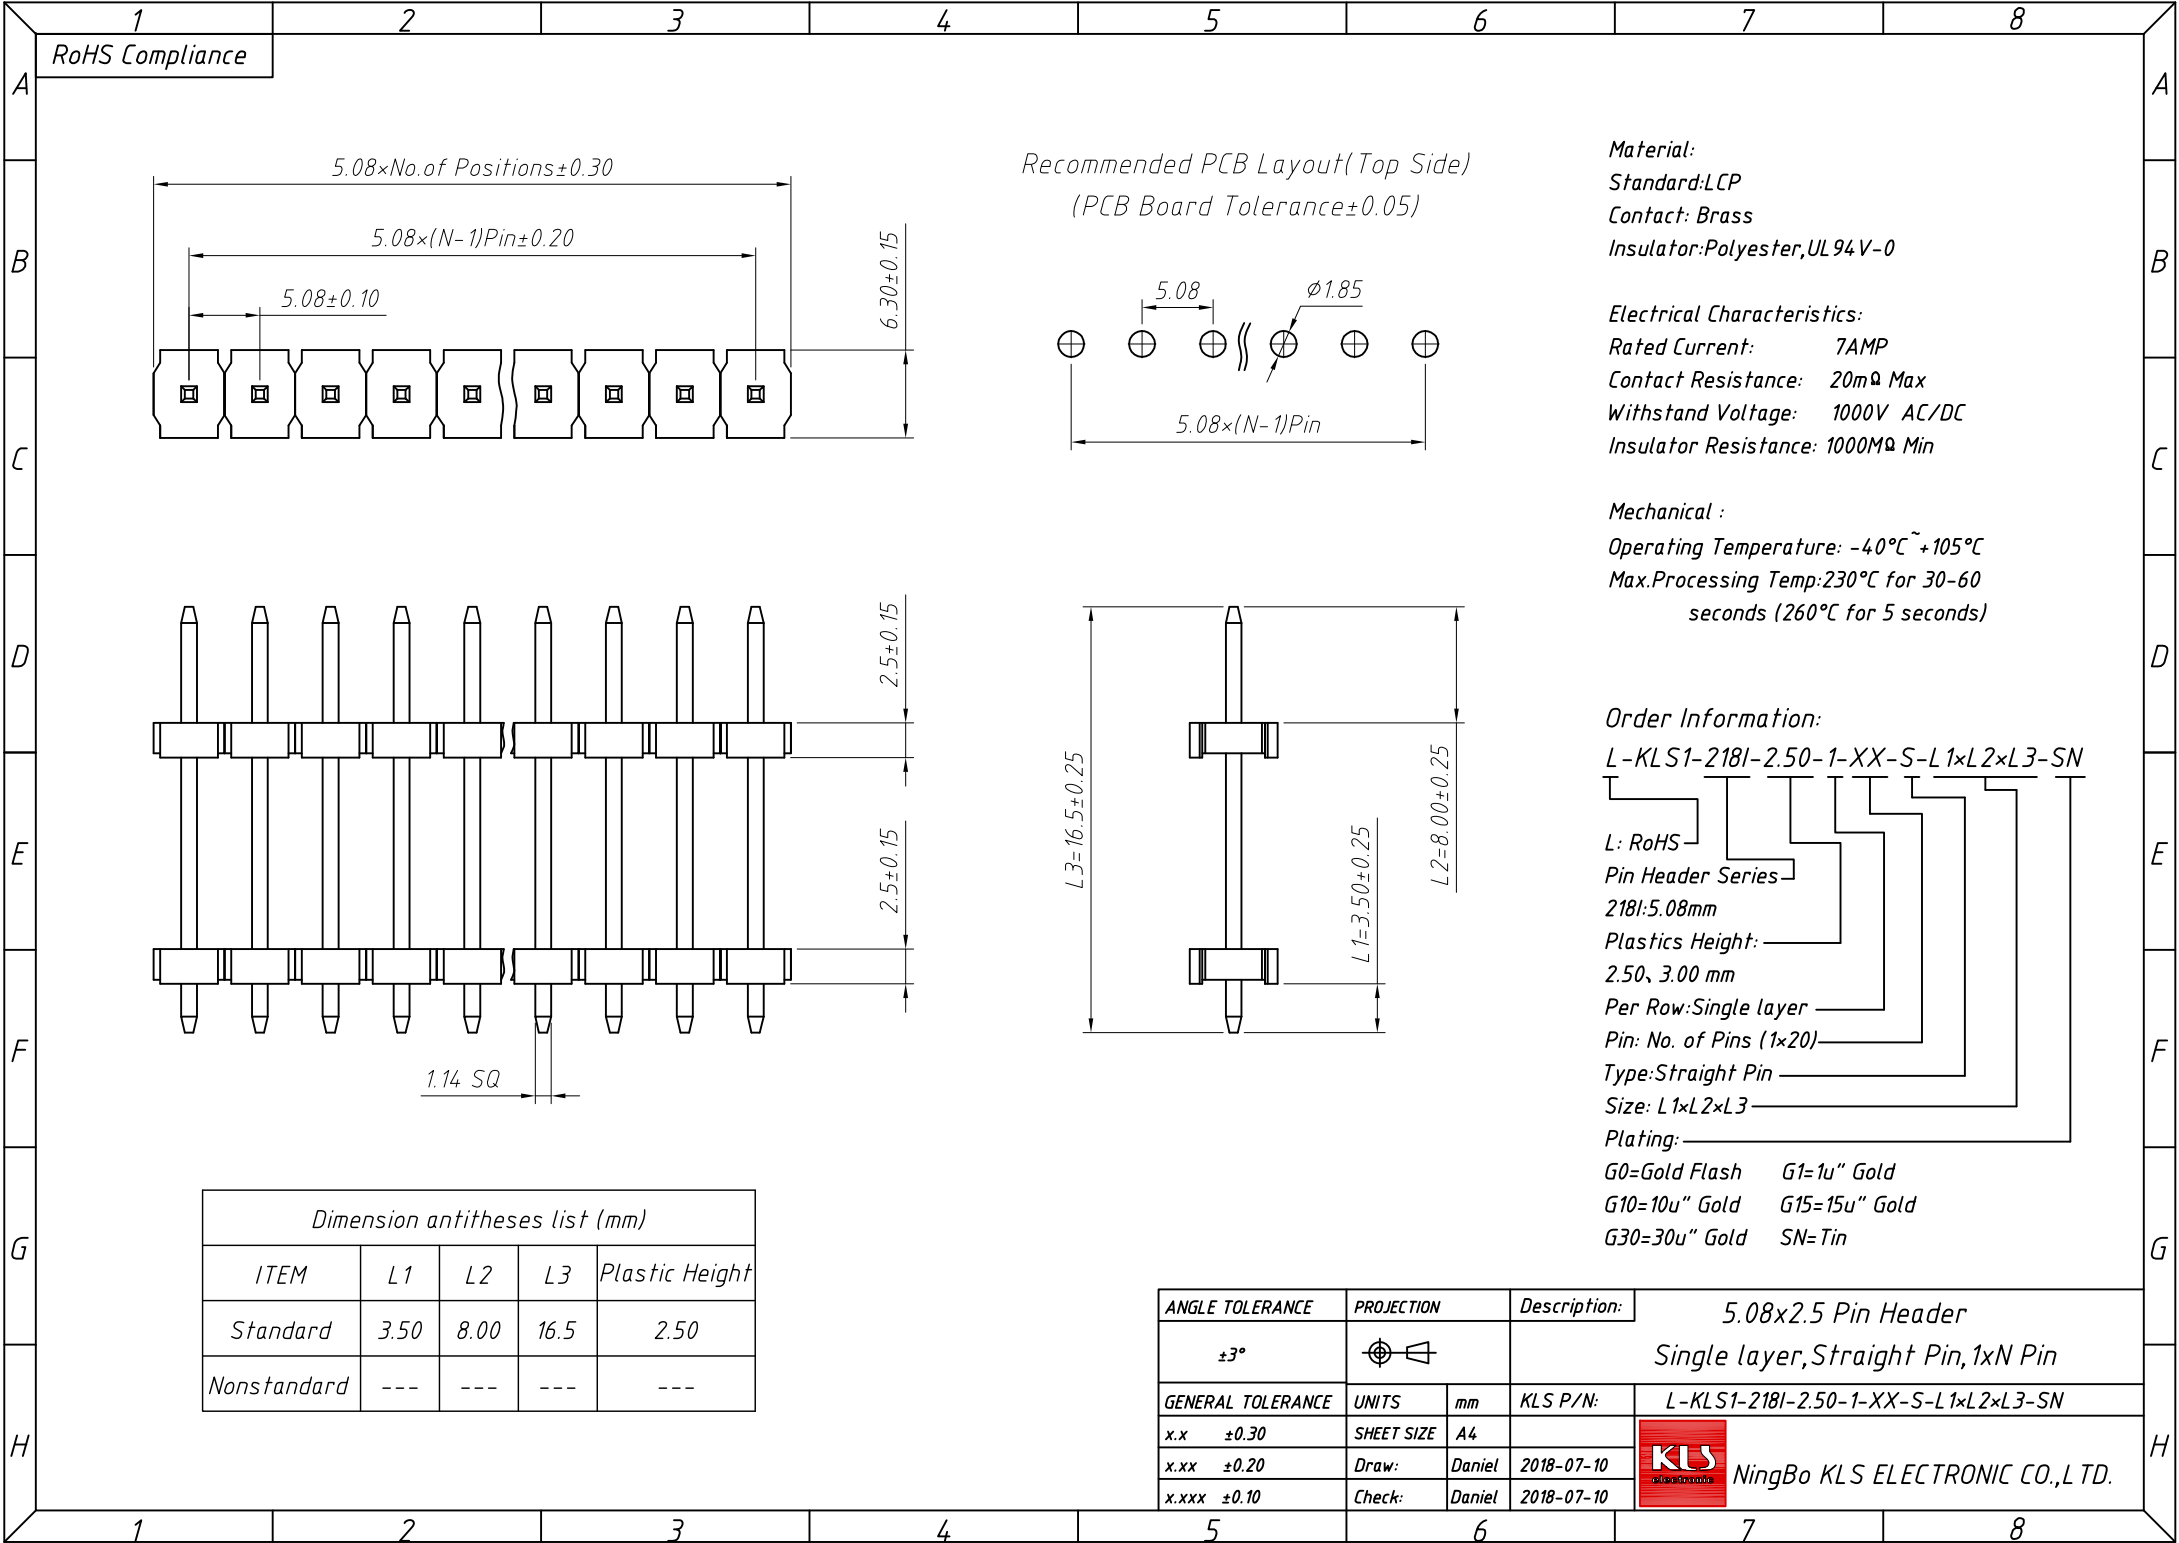 1 2 3 4 5 6 7 8
RoHS Compliance
A A
B B
C C
D D
E E
F F
G G
H H
5.08×No.of Positions±0.30
5.08×(N-1)Pin±0.20
5.08±0.10
6.30±0.15
Recommended PCB Layout(Top Side)
(PCB Board Tolerance±0.05)
5.08
ϕ1.85
5.08×(N-1)Pin
2.5±0.15
2.5±0.15
1.14 SQ
L3=16.5±0.25
L1=3.50±0.25
L2=8.00±0.25
Material:
Standard:LCP
Contact: Brass
Insulator:Polyester,UL94V-0
Electrical Characteristics:
Rated Current: 7AMP
Contact Resistance: 20mΩ Max
Withstand Voltage: 1000V AC/DC
Insulator Resistance: 1000MΩ Min
Mechanical :
Operating Temperature: -40°C~+105°C
Max.Processing Temp:230°C for 30-60
seconds (260°C for 5 seconds)
Order Information:
L-KLS1-218I-2.50-1-XX-S-L1×L2×L3-SN
L: RoHS
Pin Header Series
218I:5.08mm
Plastics Height:
2.50、3.00 mm
Per Row:Single layer
Pin: No. of Pins (1×20)
Type:Straight Pin
Size: L1×L2×L3
Plating:
G0=Gold Flash G1=1u" Gold
G10=10u" Gold G15=15u" Gold
G30=30u" Gold SN=Tin
Dimension antitheses list (mm)
ITEM L1 L2 L3 Plastic Height
Standard 3.50 8.00 16.5 2.50
Nonstandard --- --- --- ---
ANGLE TOLERANCE PROJECTION Description: 5.08x2.5 Pin Header
±3° Single layer,Straight Pin,1xN Pin
GENERAL TOLERANCE UNITS mm KLS P/N: L-KLS1-218I-2.50-1-XX-S-L1×L2×L3-SN
x.x ±0.30 SHEET SIZE A4
x.xx ±0.20 Draw: Daniel 2018-07-10
x.xxx ±0.10 Check: Daniel 2018-07-10
KLS
electronic
NingBo KLS ELECTRONIC CO.,LTD.
1 2 3 4 5 6 7 8